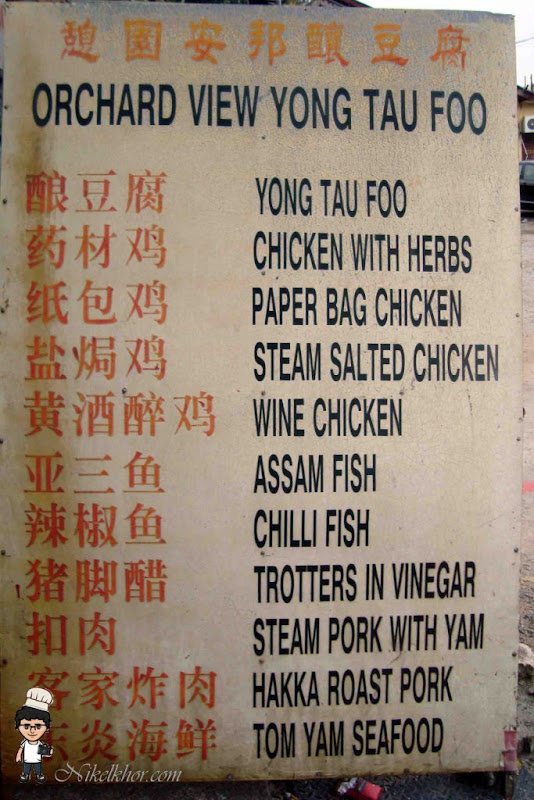 憩園安邦釀豆腐
ORCHARD VIEW YONG TAU FOO
酿豆腐 YONG TAU FOO
药材鸡 CHICKEN WITH HERBS
纸包鸡 PAPER BAG CHICKEN
盐焗鸡 STEAM SALTED CHICKEN
黄酒醉鸡 WINE CHICKEN
亚三鱼 ASSAM FISH
辣椒鱼 CHILLI FISH
猪脚醋 TROTTERS IN VINEGAR
扣肉 STEAM PORK WITH YAM
客家炸肉 HAKKA ROAST PORK
东炎海鲜 TOM YAM SEAFOOD
Nikelkhor.com